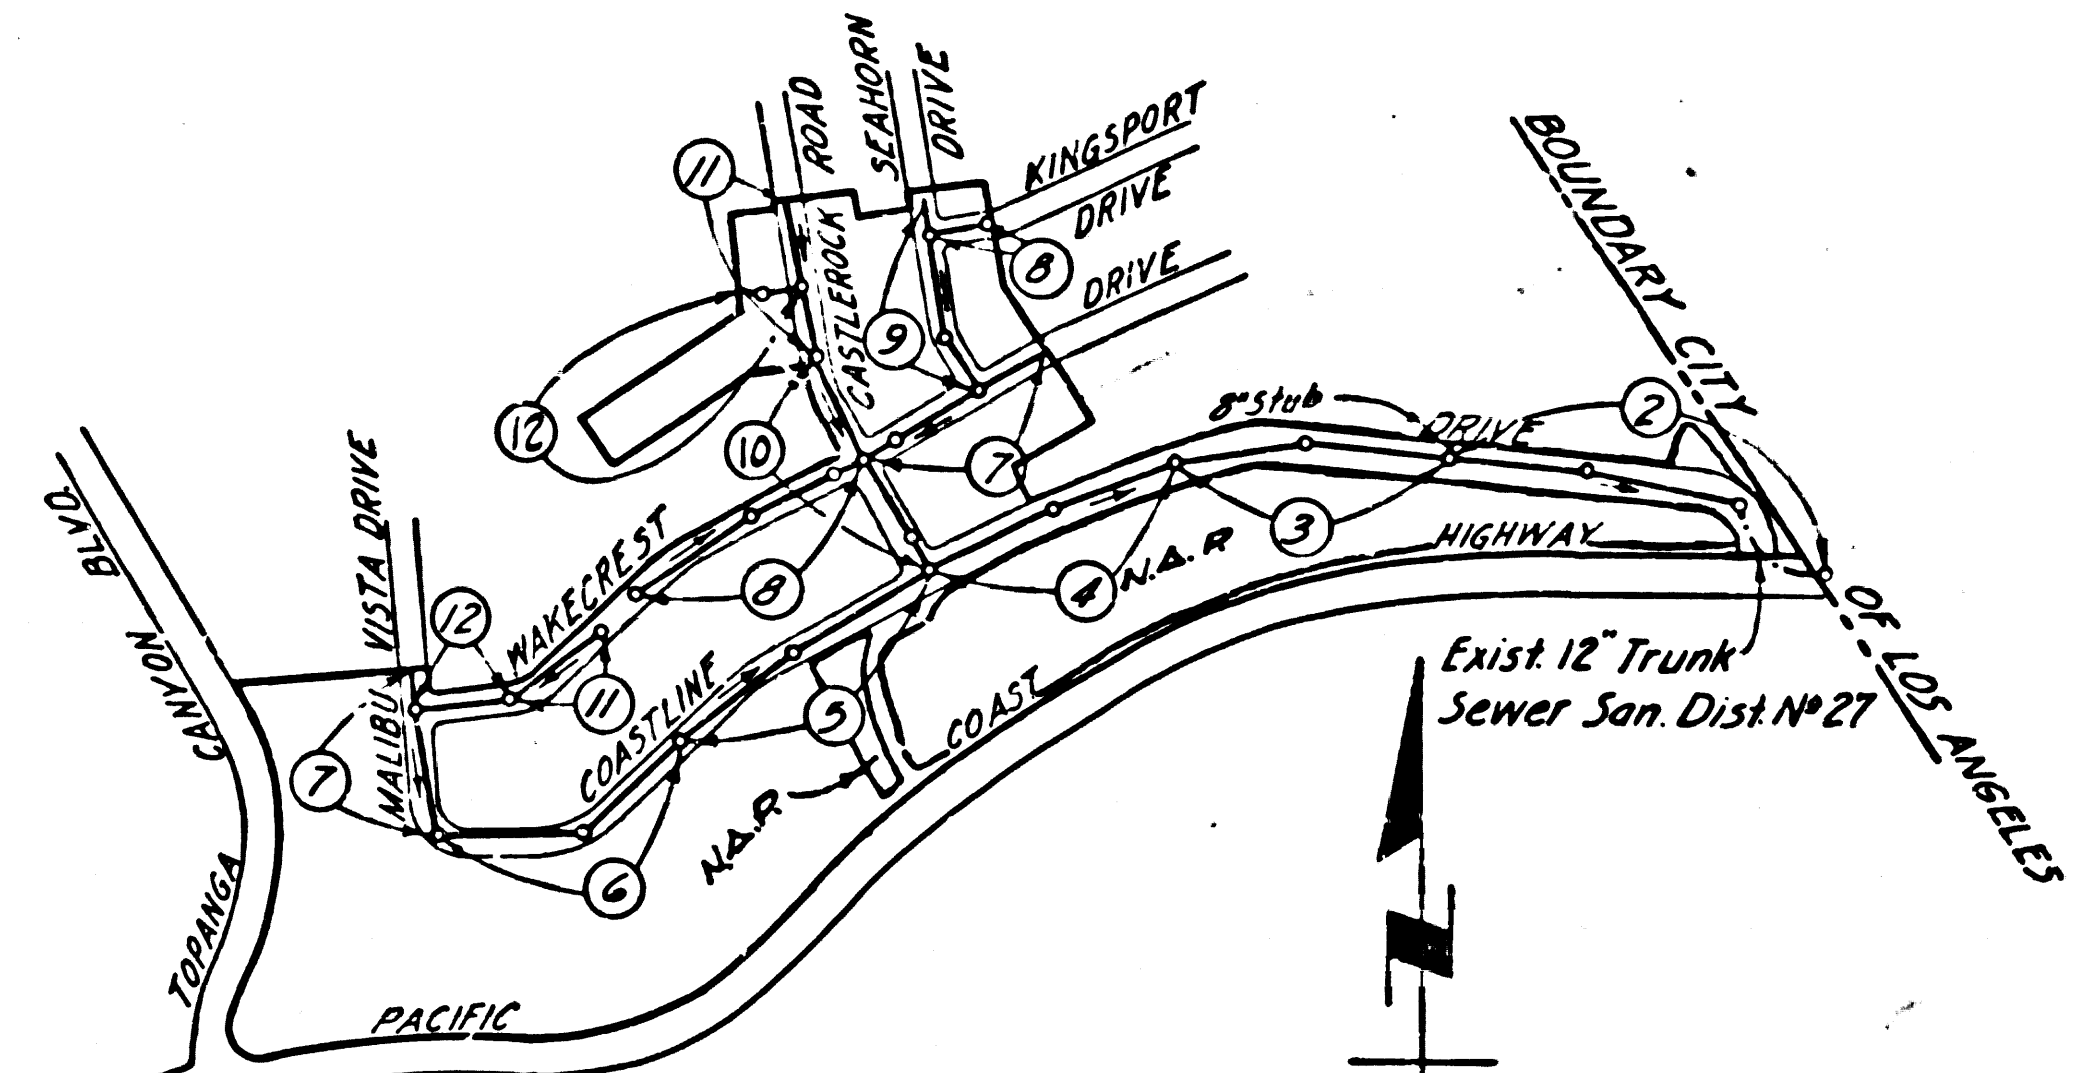 ROAD
SEAHORN
DRIVE
KINGSPORT
DRIVE
DRIVE
BOUNDARY CITY
OF LOS ANGELES
11
CASTLEROCK
8
9
12
10
7
8" Stub
DRIVE
2
3
4
N.A.P.
HIGHWAY
BLVD.
CANYON
TOPANGA
VISTA DRIVE
MALIBU
12
WAKECREST
8
11
COASTLINE
5
COAST
7
6
N.A.P.
PACIFIC
Exist. 12" Trunk
Sewer San. Dist. Nº 27